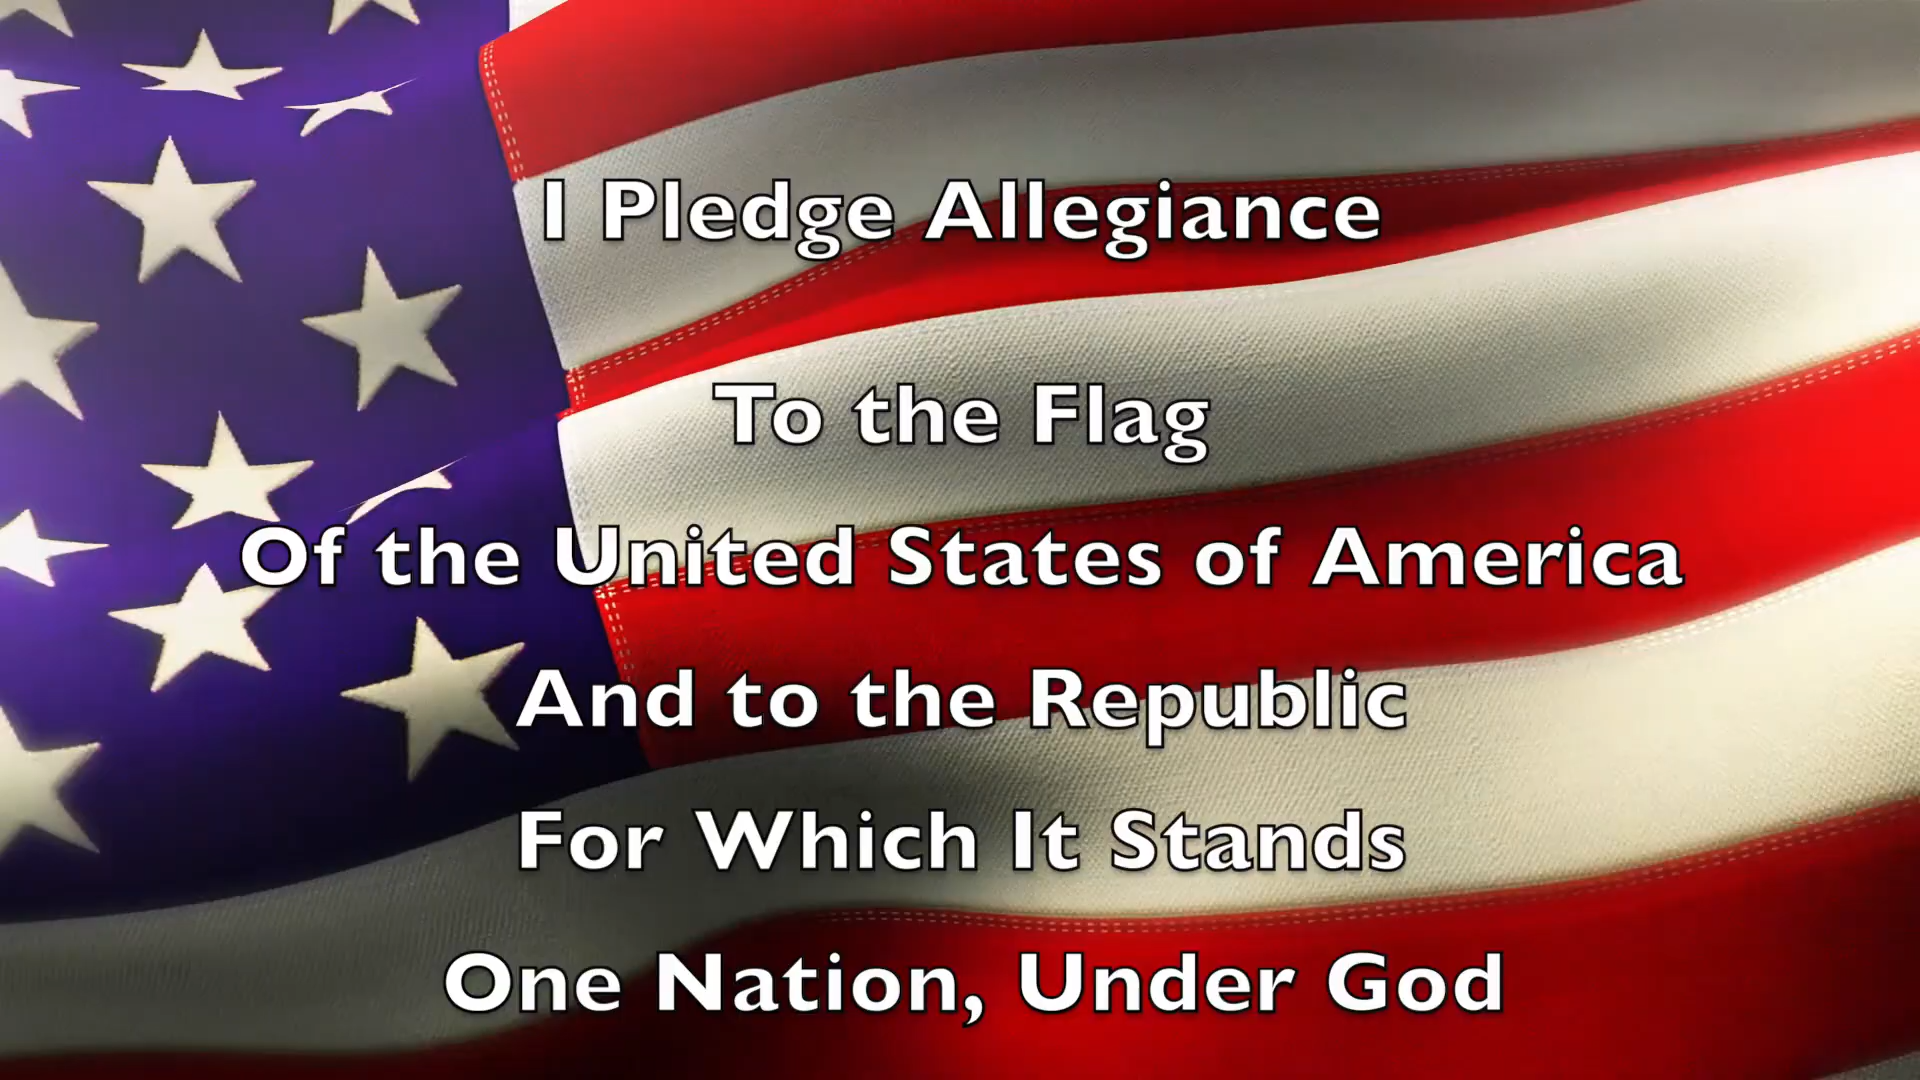 I Pledge Allegiance
To the Flag
Of the United States of America
And to the Republic
For Which It Stands
One Nation, Under God